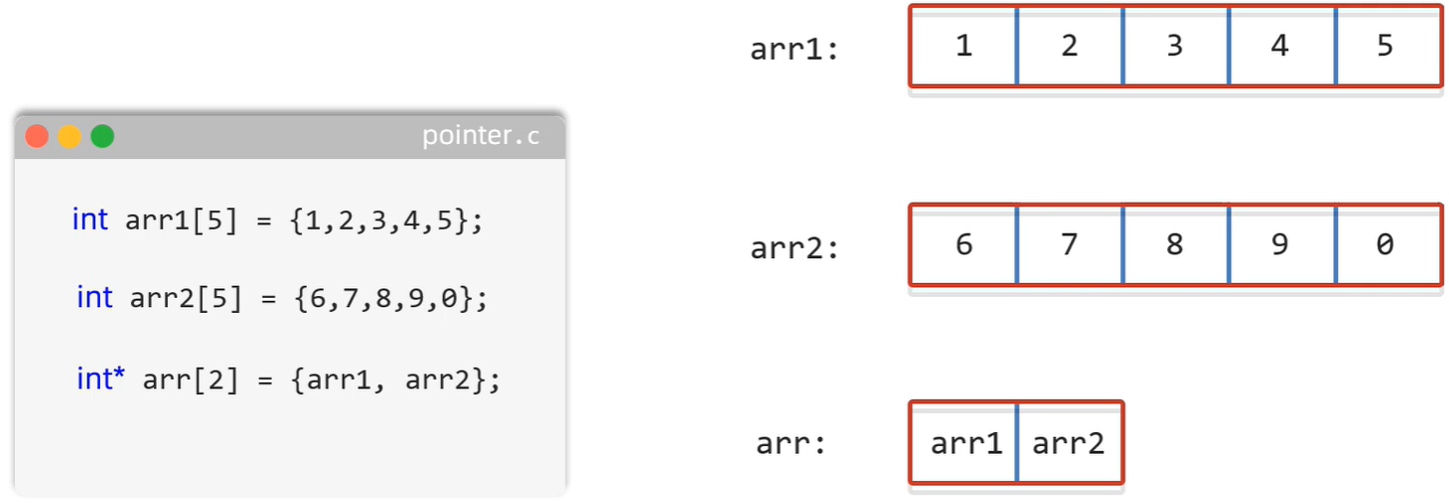 pointer.c
int arr1[5] = {1,2,3,4,5};
int arr2[5] = {6,7,8,9,0};
int* arr[2] = {arr1, arr2};
arr1: 1 2 3 4 5
arr2: 6 7 8 9 0
arr: arr1 arr2